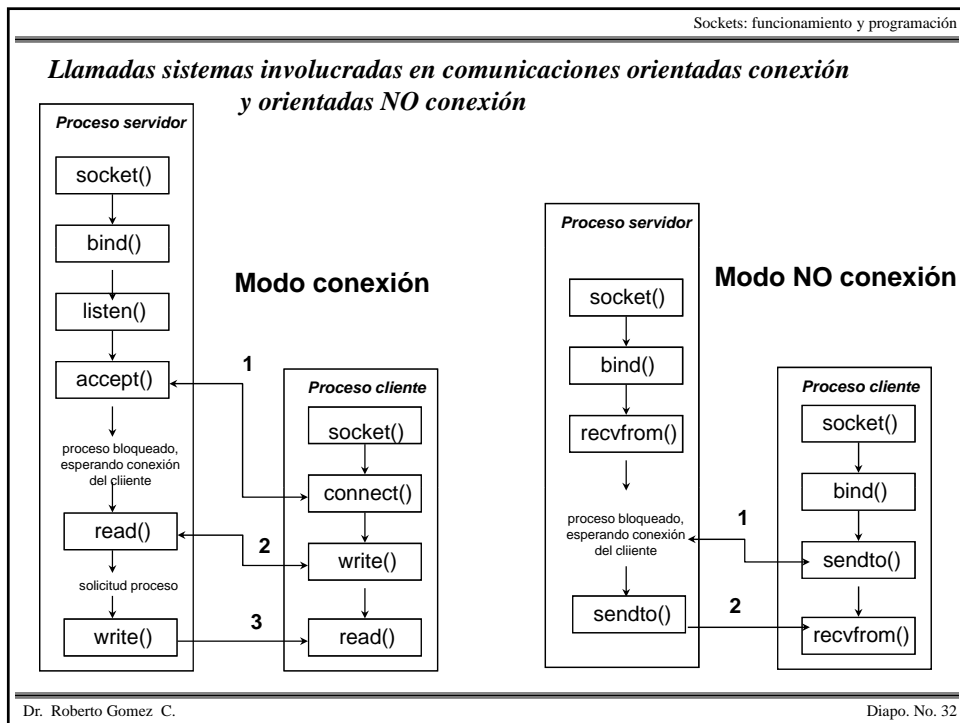 Sockets: funcionamiento y programación
Llamadas sistemas involucradas en comunicaciones orientadas conexión
y orientadas NO conexión
Proceso servidor
socket()
bind()
listen()
accept()
proceso bloqueado,
esperando conexión
del cliiente
read()
solicitud proceso
write()
Modo conexión
1
2
3
Proceso cliente
socket()
connect()
write()
read()
Proceso servidor
socket()
bind()
recvfrom()
proceso bloqueado,
esperando conexión
del cliiente
sendto()
Modo NO conexión
1
2
Proceso cliente
socket()
bind()
sendto()
recvfrom()
Dr. Roberto Gomez C.
Diapo. No. 32